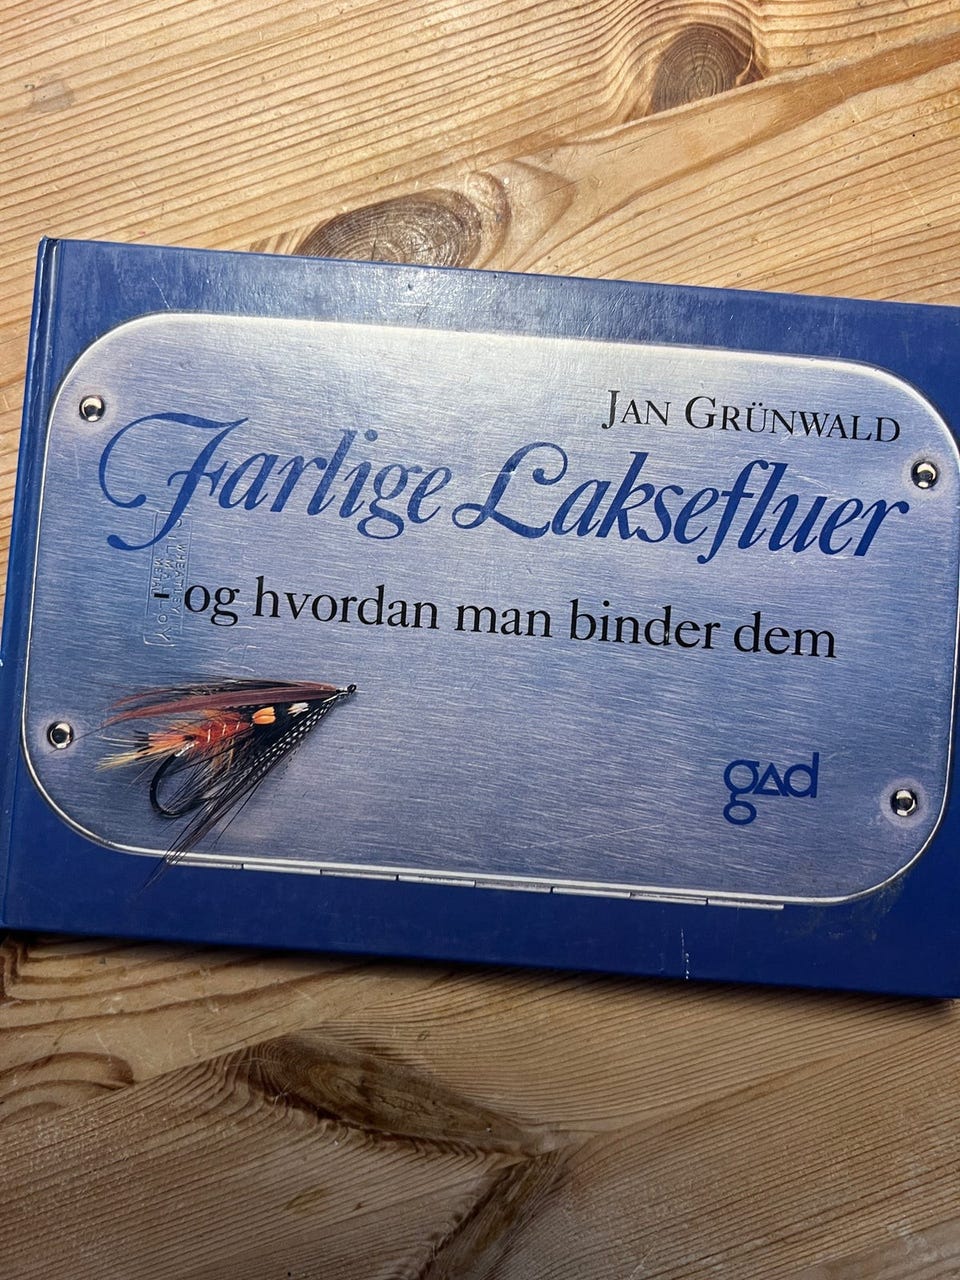 JAN GRÜNWALD
Farlige Laksefluer
- og hvordan man binder dem
gad